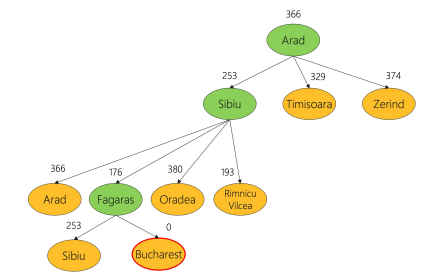 366
Arad
253
329
374
Sibiu
Timisoara
Zerind
366
176
380
193
Arad
Fagaras
Oradea
Rimnicu
Vilcea
253
0
Sibiu
Bucharest